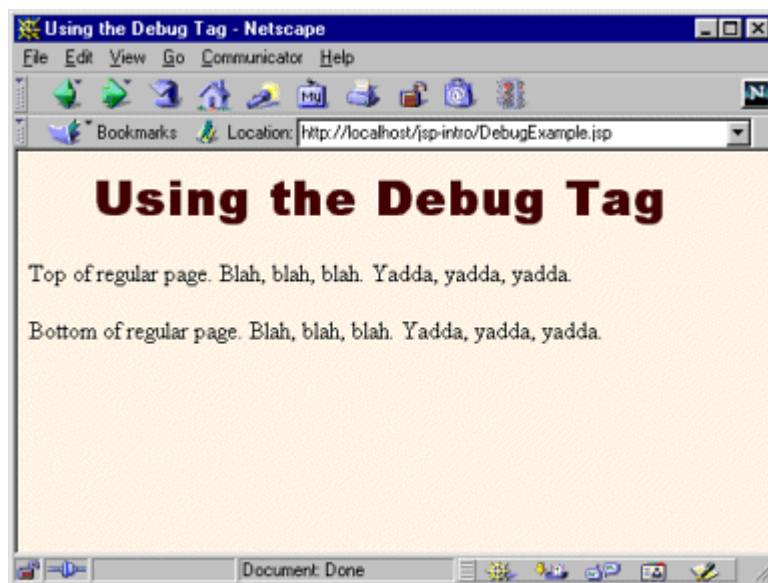 Using the Debug Tag - Netscape
File Edit View Go Communicator Help
My
N
Bookmarks Location: http://localhost/jsp-intro/DebugExample.jsp
Using the Debug Tag
Top of regular page. Blah, blah, blah. Yadda, yadda, yadda.
Bottom of regular page. Blah, blah, blah. Yadda, yadda, yadda.
Document: Done